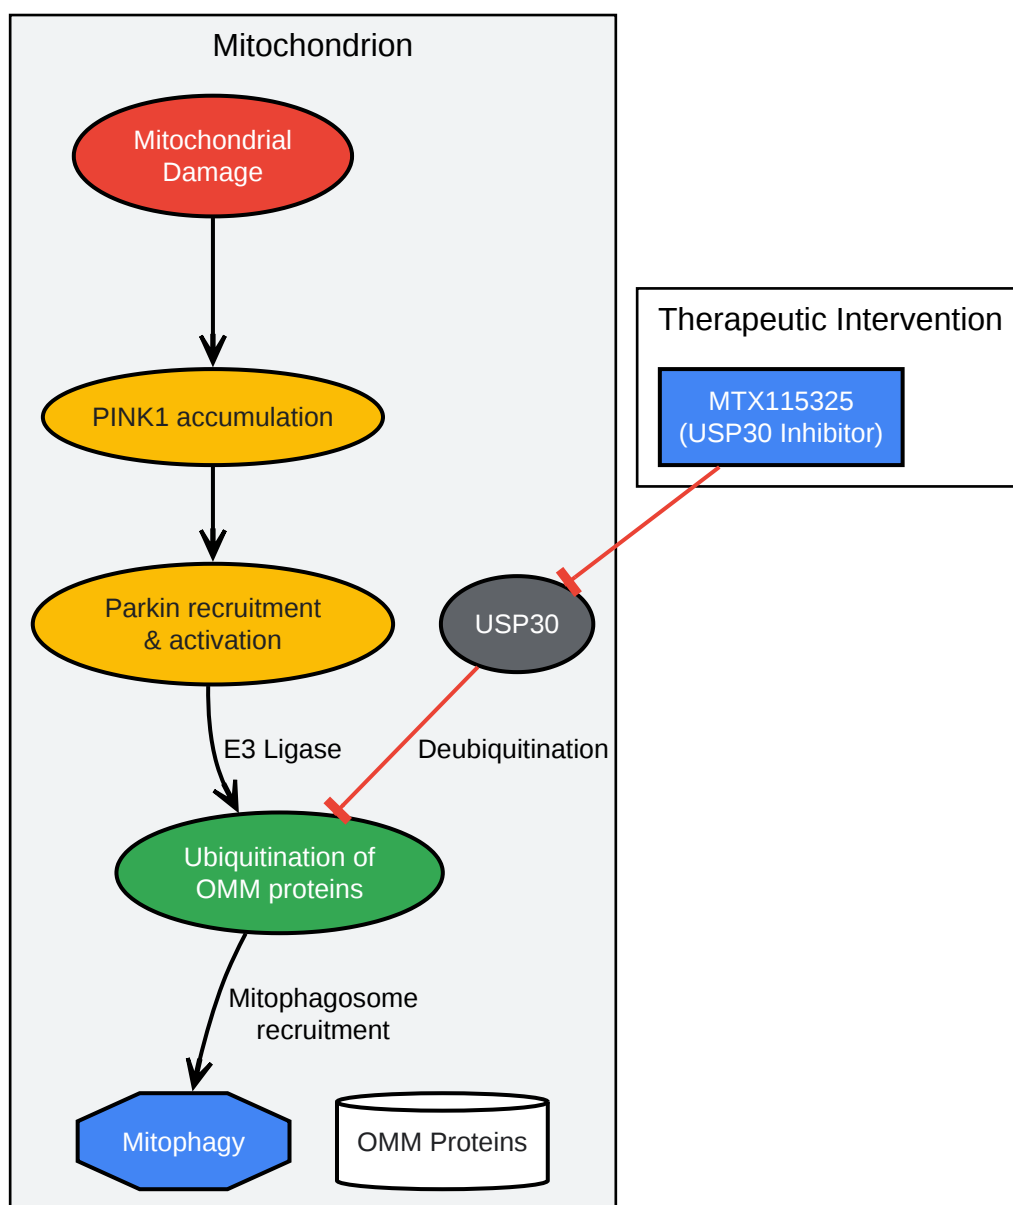 Mitochondrion
Mitochondrial
Damage
Therapeutic Intervention
MTX115325
(USP30 Inhibitor)
PINK1 accumulation
Parkin recruitment
& activation
USP30
E3 Ligase
Deubiquitination
Ubiquitination of
OMM proteins
Mitophagosome
recruitment
Mitophagy
OMM Proteins